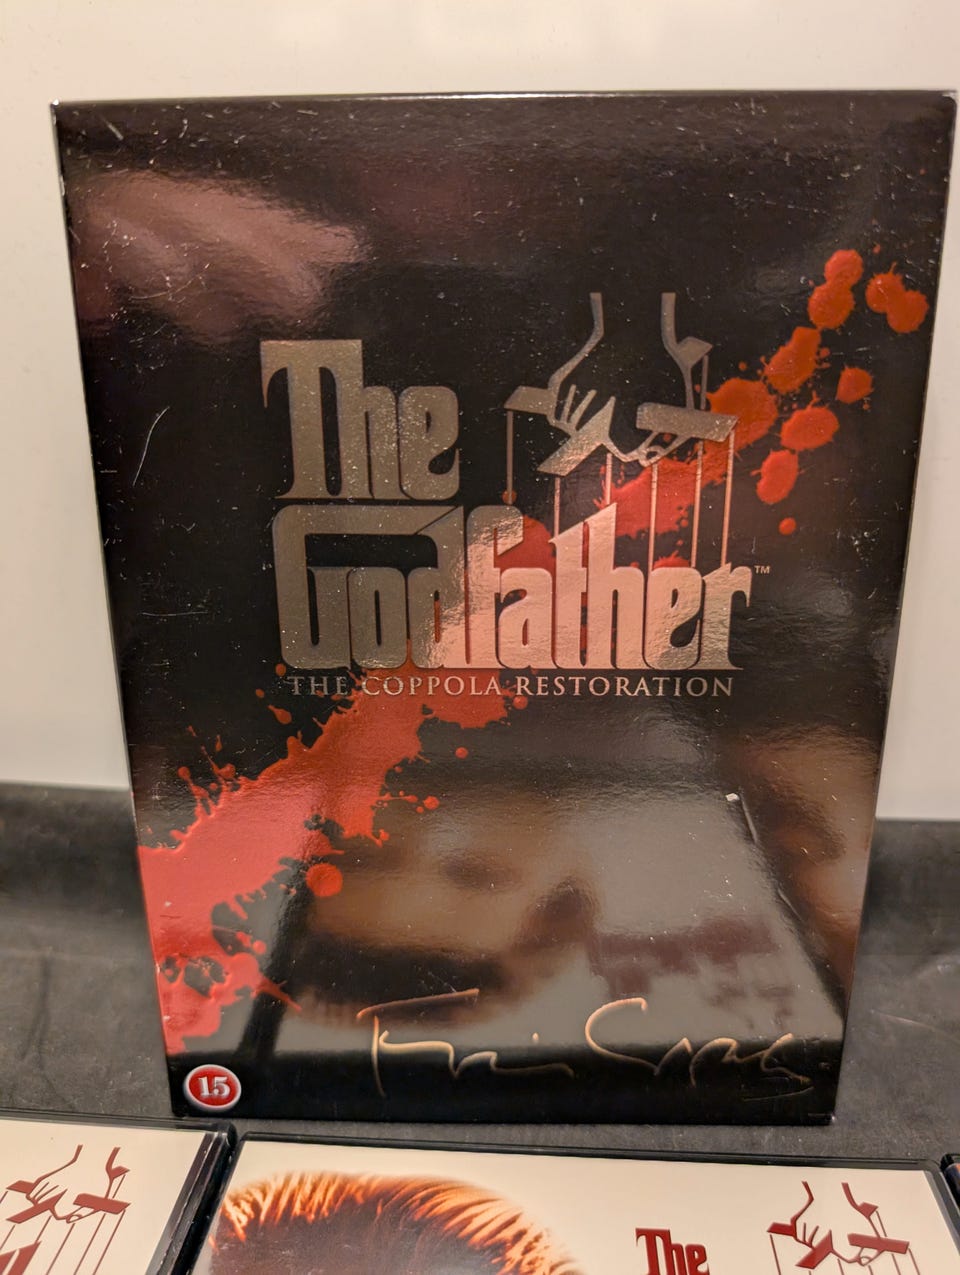 The
Godfather™
THE COPPOLA RESTORATION
15
The